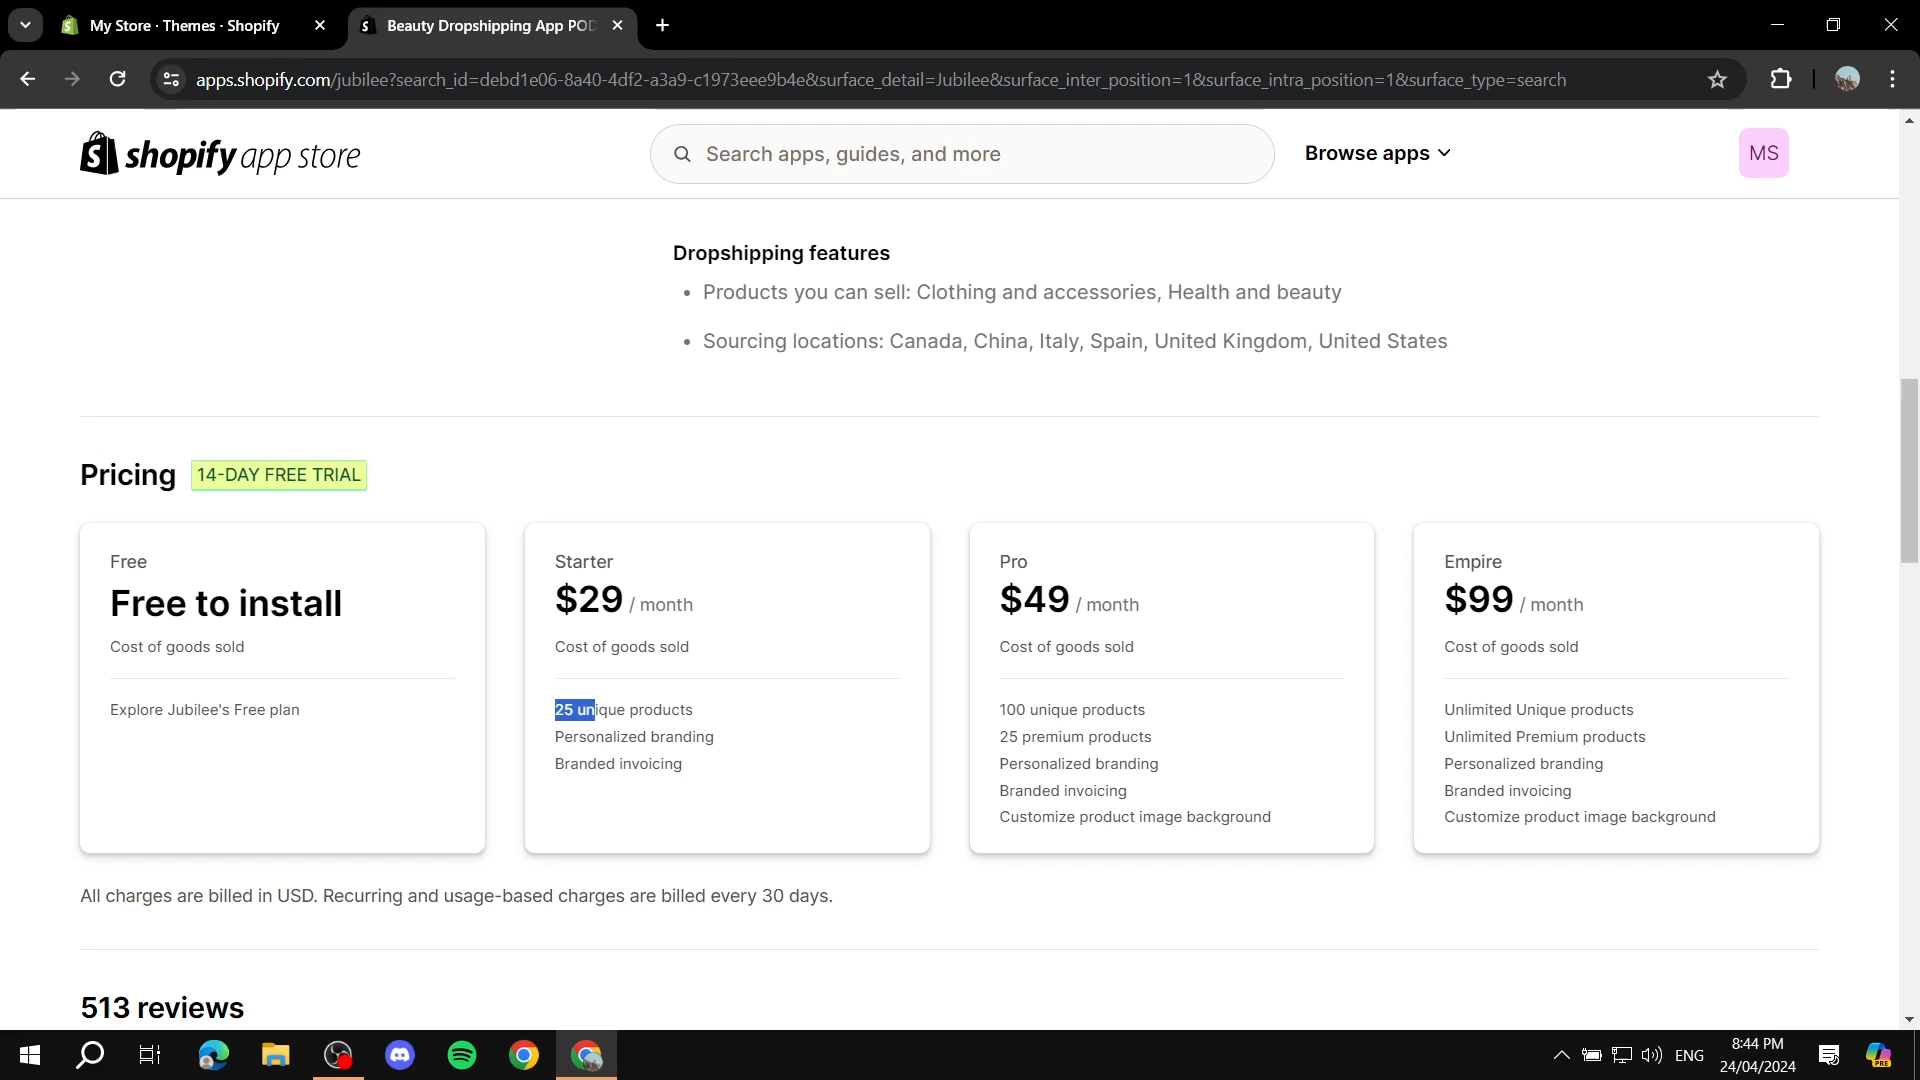 My Store · Themes · Shopify
Beauty Dropshipping App POD
apps.shopify.com/jubilee?search_id=debd1e06-8a40-4df2-a3a9-c1973eee9b4e&surface_detail=Jubilee&surface_inter_position=1&surface_intra_position=1&surface_type=search
shopify app store
Search apps, guides, and more
Browse apps
MS
Dropshipping features
• Products you can sell: Clothing and accessories, Health and beauty
• Sourcing locations: Canada, China, Italy, Spain, United Kingdom, United States
Pricing 14-DAY FREE TRIAL
Free
Free to install
Cost of goods sold
Explore Jubilee's Free plan
Starter
$29 / month
Cost of goods sold
25 unique products
Personalized branding
Branded invoicing
Pro
$49 / month
Cost of goods sold
100 unique products
25 premium products
Personalized branding
Branded invoicing
Customize product image background
Empire
$99 / month
Cost of goods sold
Unlimited Unique products
Unlimited Premium products
Personalized branding
Branded invoicing
Customize product image background
All charges are billed in USD. Recurring and usage-based charges are billed every 30 days.
513 reviews
ENG
8:44 PM
24/04/2024
PRE